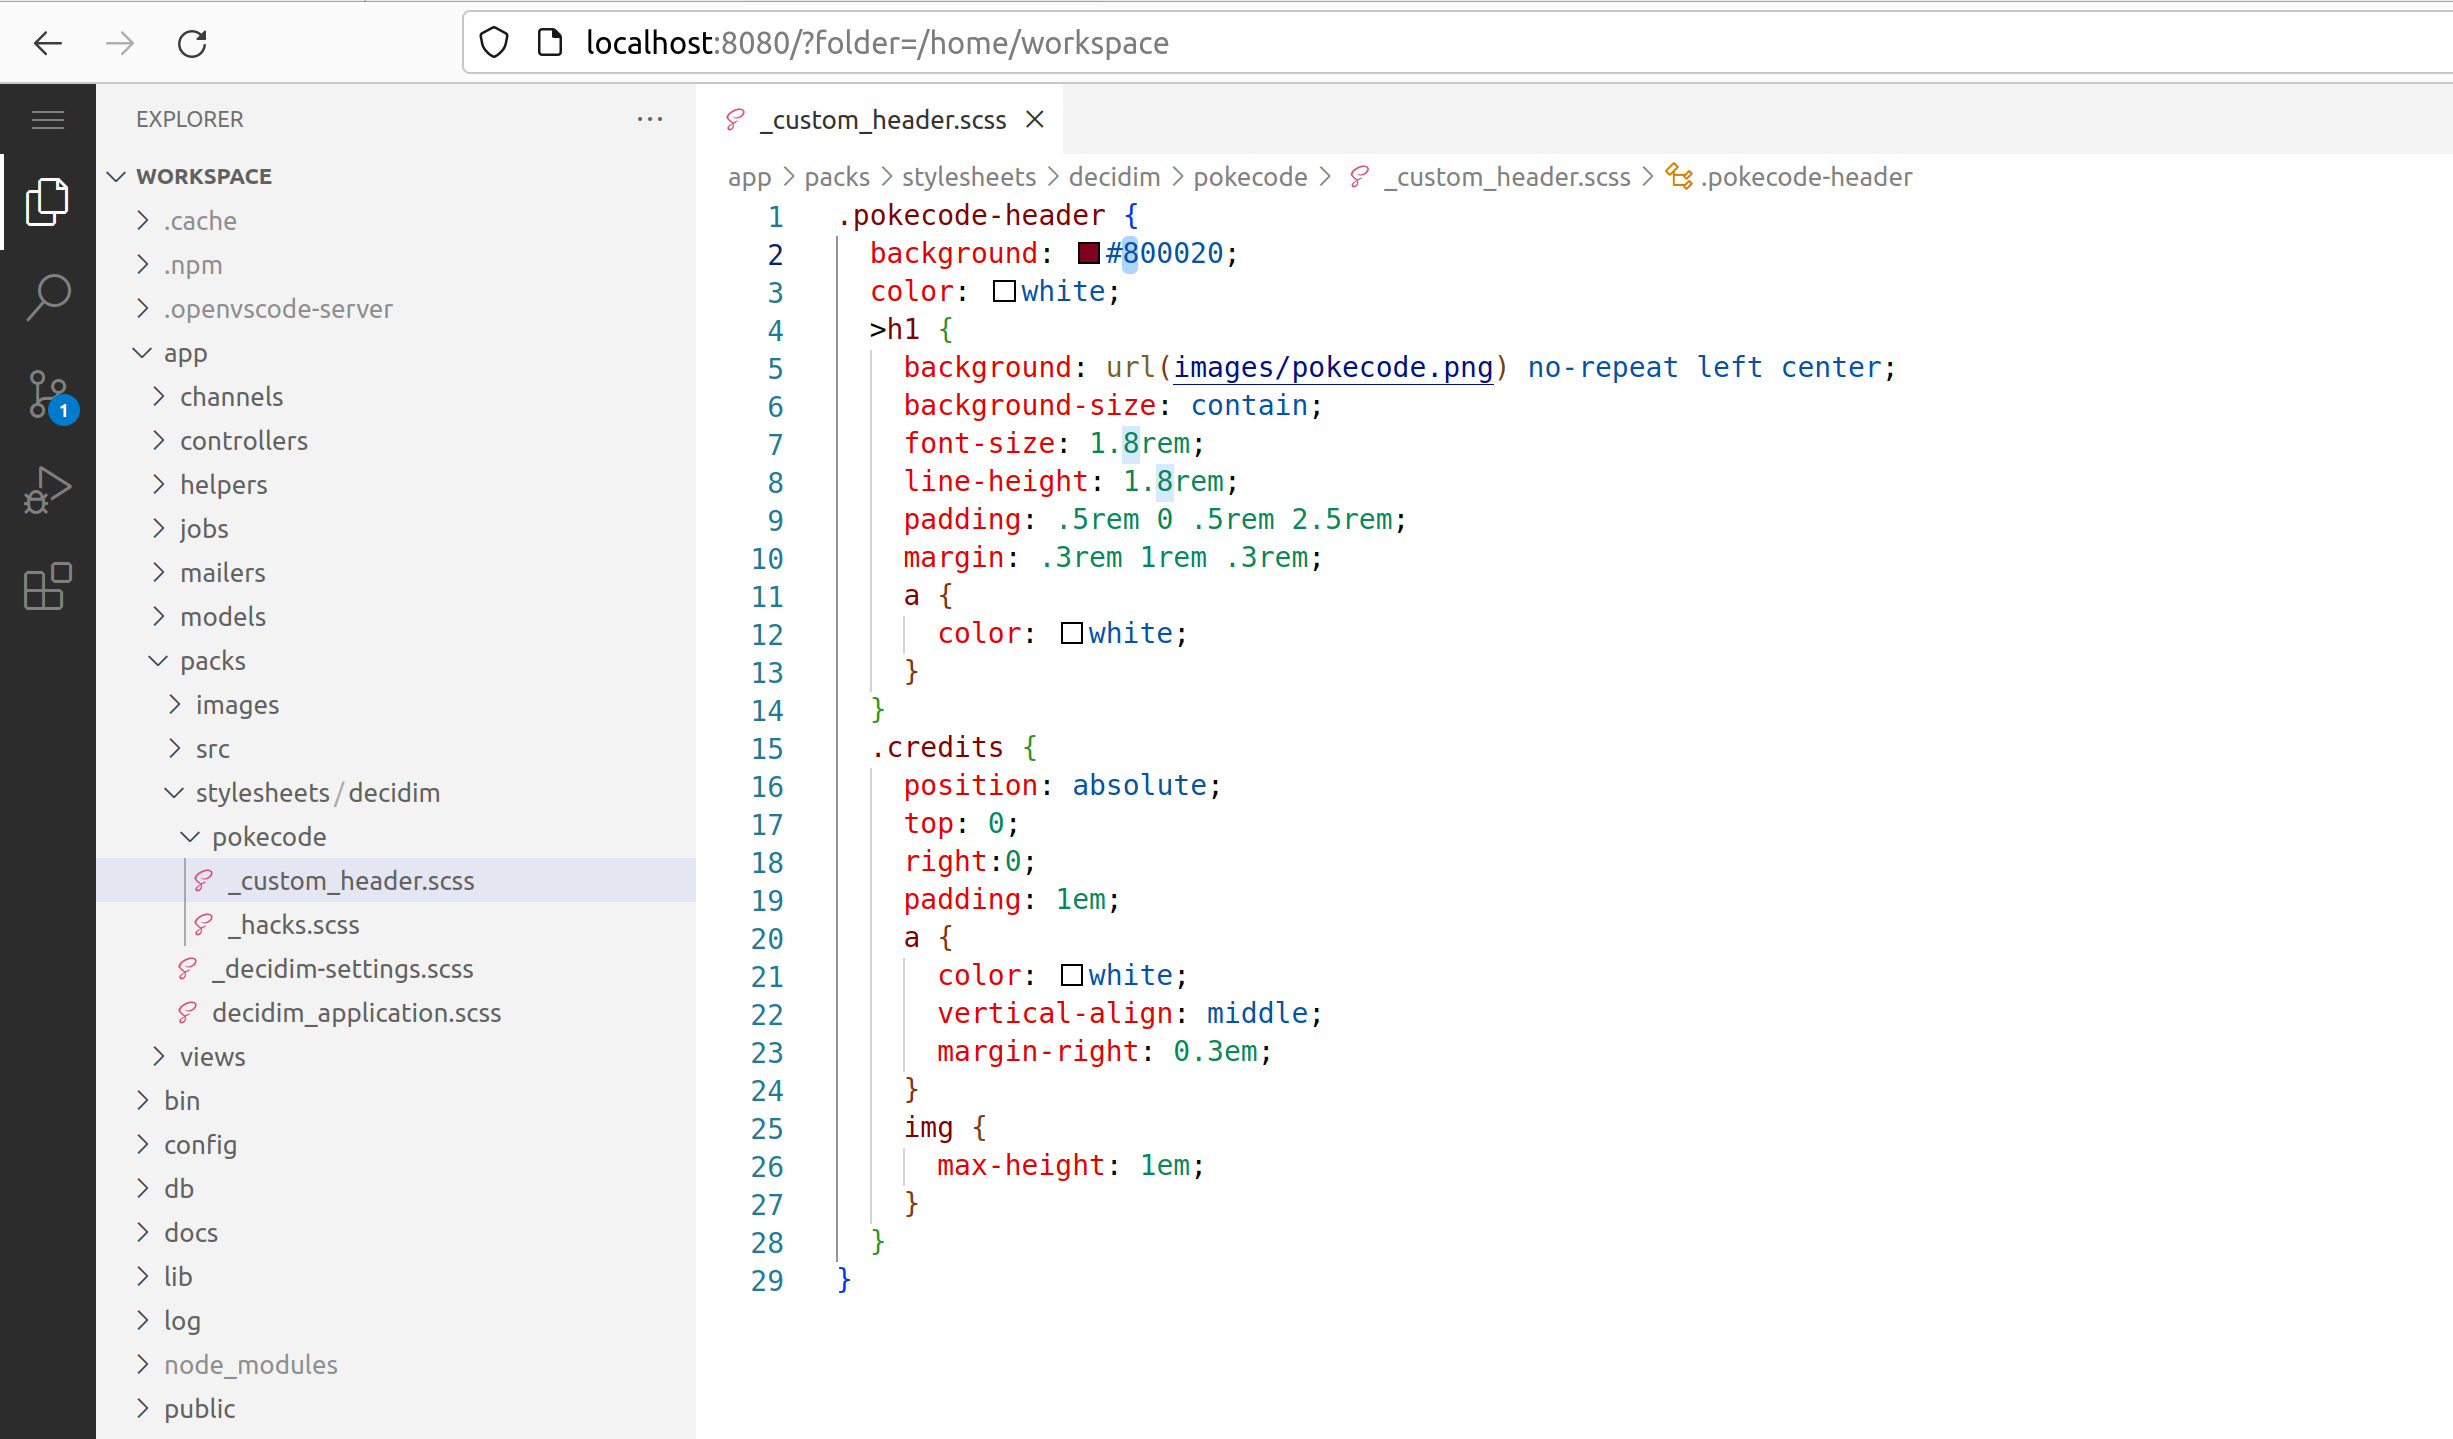 localhost:8080/?folder=/home/workspace
EXPLORER
WORKSPACE
.cache
.npm
.openvscode-server
app
channels
controllers
helpers
jobs
mailers
models
packs
images
src
stylesheets/decidim
pokecode
_custom_header.scss
_hacks.scss
_decidim-settings.scss
decidim_application.scss
views
bin
config
db
docs
lib
log
node_modules
public
1
_custom_header.scss
app > packs > stylesheets > decidim > pokecode > _custom_header.scss > .pokecode-header
1 .pokecode-header {
2   background: #800020;
3   color: white;
4   >h1 {
5     background: url(images/pokecode.png) no-repeat left center;
6     background-size: contain;
7     font-size: 1.8rem;
8     line-height: 1.8rem;
9     padding: .5rem 0 .5rem 2.5rem;
10     margin: .3rem 1rem .3rem;
11     a {
12       color: white;
13     }
14   }
15   .credits {
16     position: absolute;
17     top: 0;
18     right:0;
19     padding: 1em;
20     a {
21       color: white;
22       vertical-align: middle;
23       margin-right: 0.3em;
24     }
25     img {
26       max-height: 1em;
27     }
28   }
29 }